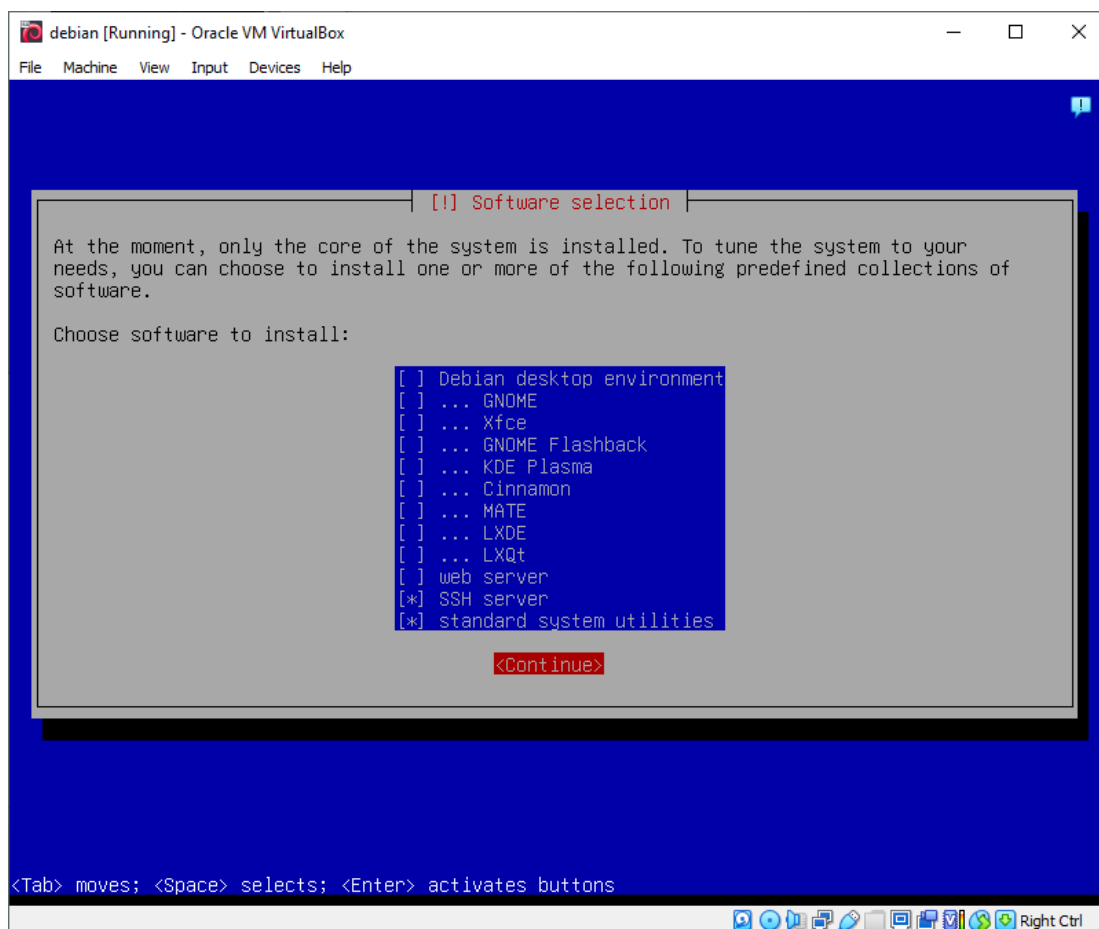 debian [Running] - Oracle VM VirtualBox
File Machine View Input Devices Help
[!] Software selection
At the moment, only the core of the system is installed. To tune the system to your
needs, you can choose to install one or more of the following predefined collections of
software.
Choose software to install:
[ ] Debian desktop environment
[ ] ... GNOME
[ ] ... Xfce
[ ] ... GNOME Flashback
[ ] ... KDE Plasma
[ ] ... Cinnamon
[ ] ... MATE
[ ] ... LXDE
[ ] ... LXQt
[ ] web server
[*] SSH server
[*] standard system utilities
<Continue>
<Tab> moves; <Space> selects; <Enter> activates buttons
Right Ctrl